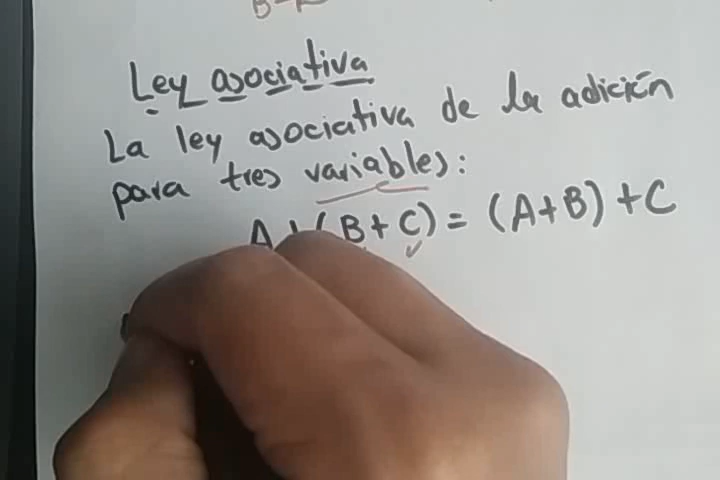 Ley asociativa
La ley asociativa de la adición
para tres variables:
A + (B + C) = (A+B) + C